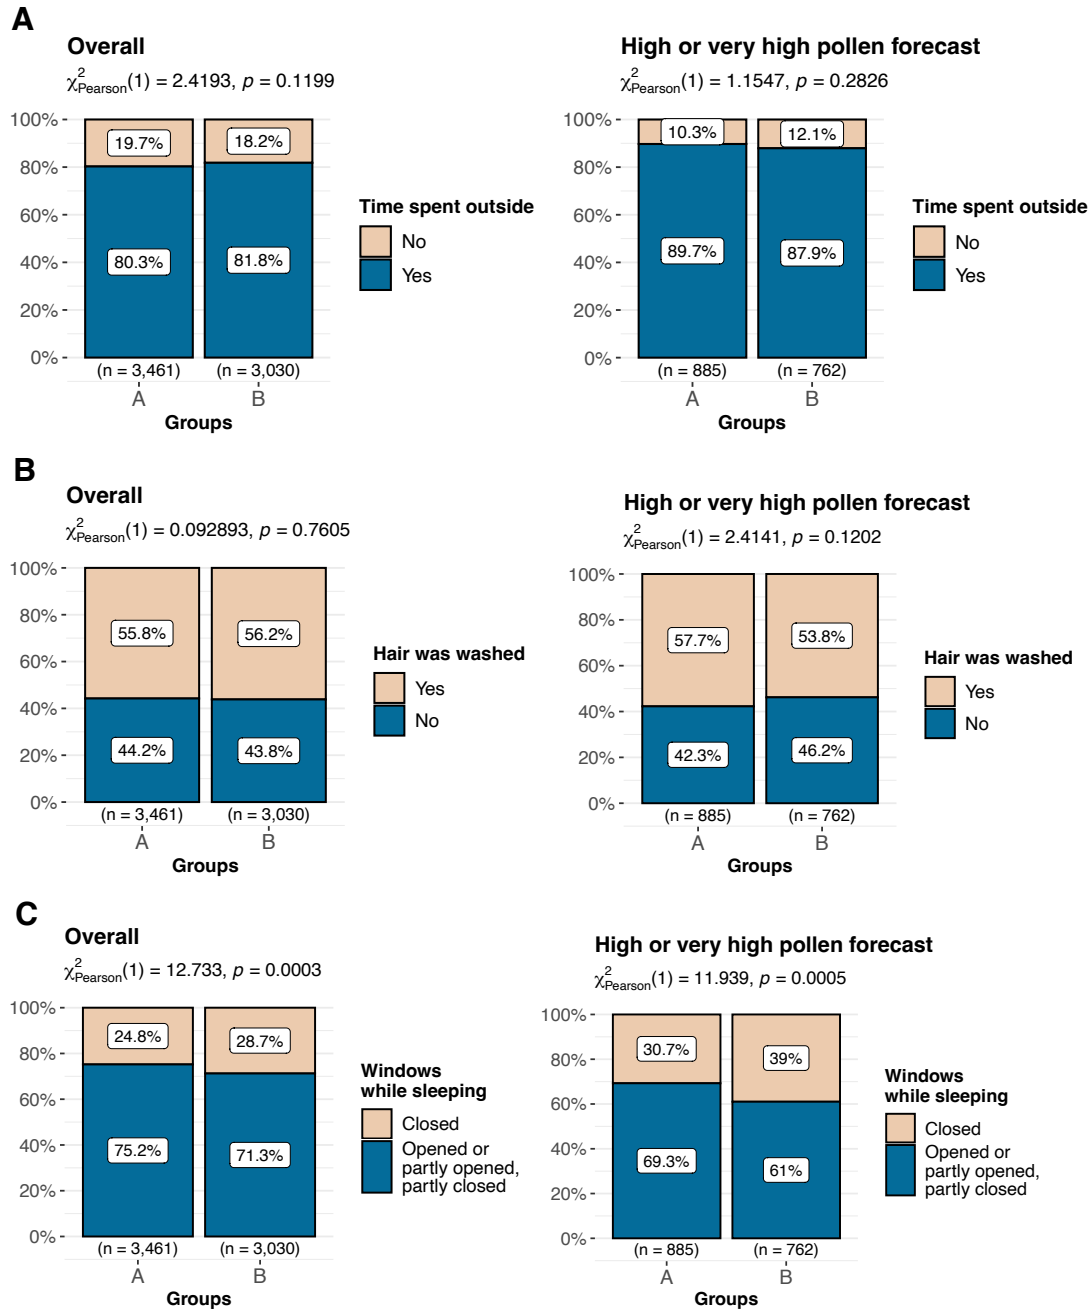 A
Overall
χ²Pearson(1) = 2.4193, p = 0.1199
100%
80%
60%
40%
20%
0%
19.7%
18.2%
80.3%
81.8%
(n = 3,461)
(n = 3,030)
A
B
Groups
Time spent outside
No
Yes
High or very high pollen forecast
χ²Pearson(1) = 1.1547, p = 0.2826
100%
80%
60%
40%
20%
0%
10.3%
12.1%
89.7%
87.9%
(n = 885)
(n = 762)
A
B
Groups
Time spent outside
No
Yes
B
Overall
χ²Pearson(1) = 0.092893, p = 0.7605
100%
80%
60%
40%
20%
0%
55.8%
56.2%
44.2%
43.8%
(n = 3,461)
(n = 3,030)
A
B
Groups
Hair was washed
Yes
No
High or very high pollen forecast
χ²Pearson(1) = 2.4141, p = 0.1202
100%
80%
60%
40%
20%
0%
57.7%
53.8%
42.3%
46.2%
(n = 885)
(n = 762)
A
B
Groups
Hair was washed
Yes
No
C
Overall
χ²Pearson(1) = 12.733, p = 0.0003
100%
80%
60%
40%
20%
0%
24.8%
28.7%
75.2%
71.3%
(n = 3,461)
(n = 3,030)
A
B
Groups
Windows
while sleeping
Closed
Opened or
partly opened,
partly closed
High or very high pollen forecast
χ²Pearson(1) = 11.939, p = 0.0005
100%
80%
60%
40%
20%
0%
30.7%
39%
69.3%
61%
(n = 885)
(n = 762)
A
B
Groups
Windows
while sleeping
Closed
Opened or
partly opened,
partly closed